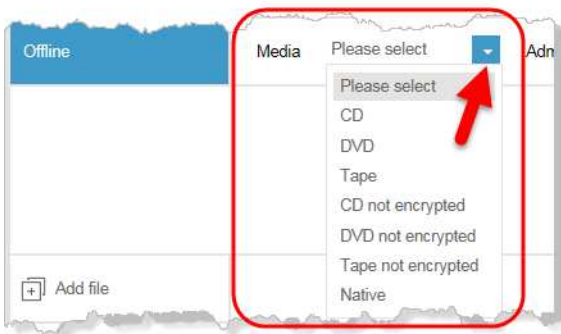 Offline
Media Please select Adm
Please select
CD
DVD
Tape
CD not encrypted
DVD not encrypted
Tape not encrypted
Native
Add file